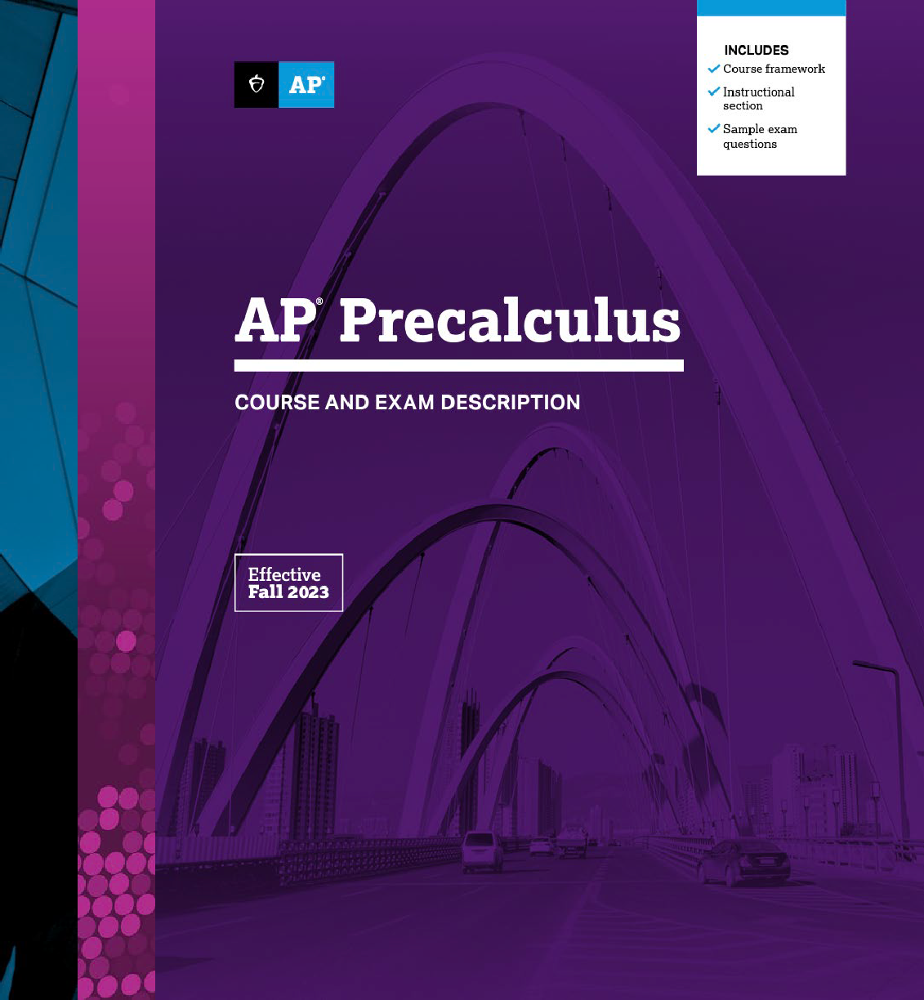 AP®
INCLUDES
Course framework
Instructional
section
Sample exam
questions
AP® Precalculus
COURSE AND EXAM DESCRIPTION
Effective
Fall 2023